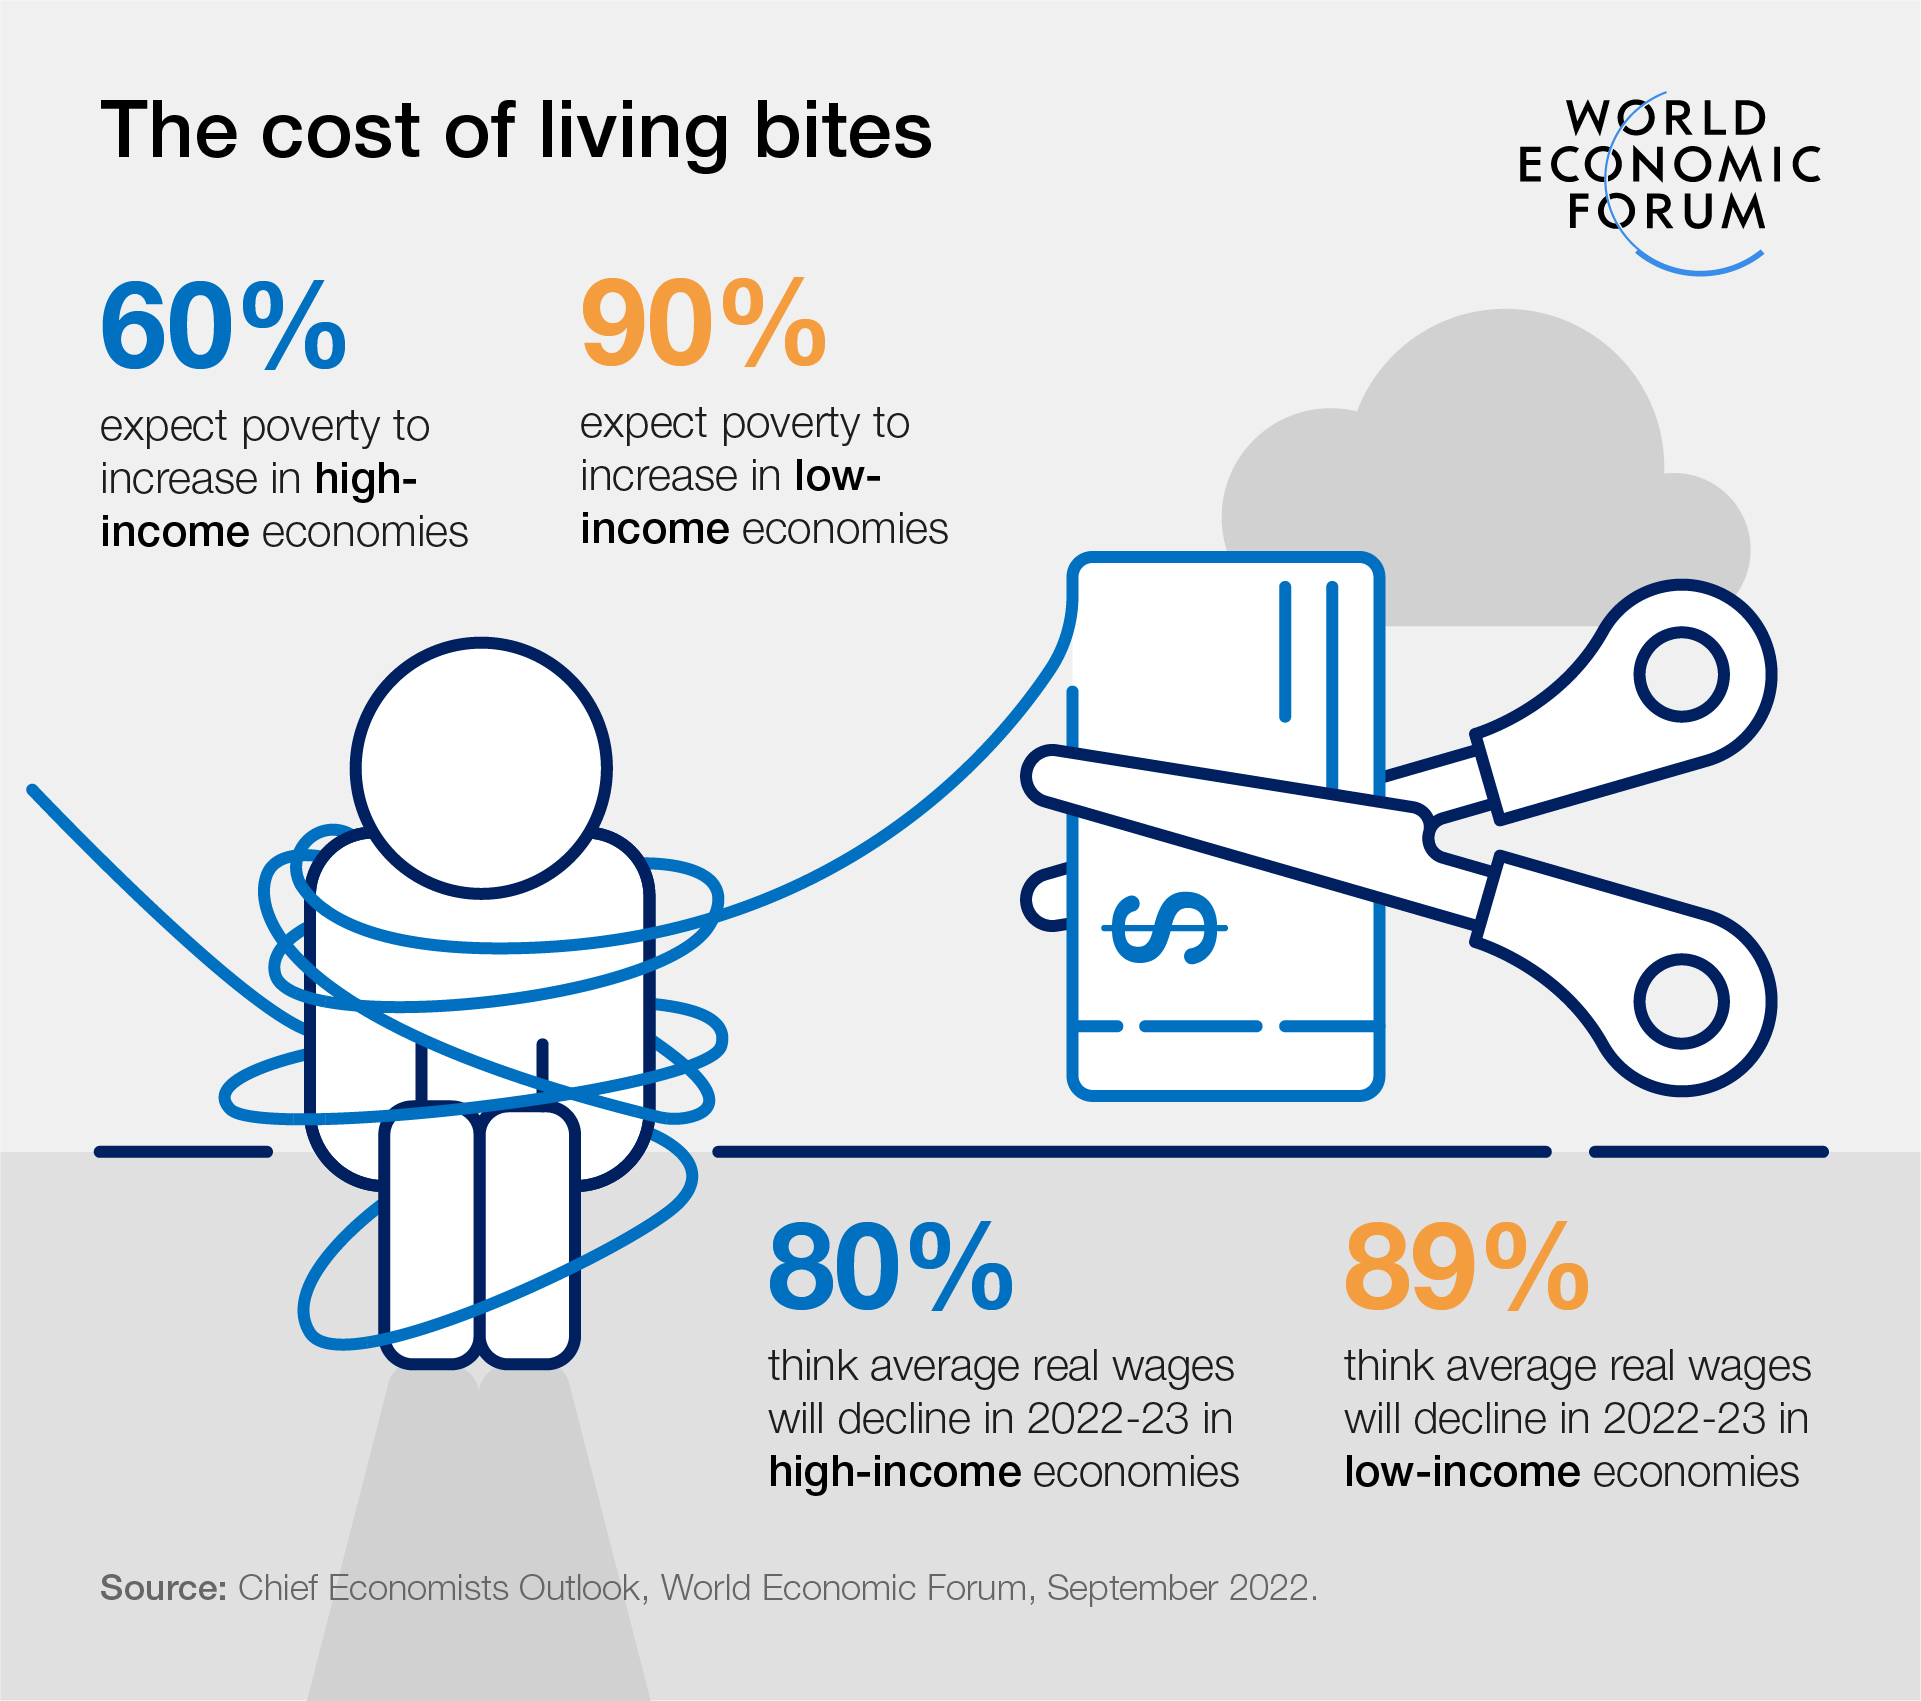 The cost of living bites
WORLD
ECONOMIC
FORUM
60%
expect poverty to
increase in high-
income economies
90%
expect poverty to
increase in low-
income economies
$
80%
think average real wages
will decline in 2022-23 in
high-income economies
89%
think average real wages
will decline in 2022-23 in
low-income economies
Source: Chief Economists Outlook, World Economic Forum, September 2022.